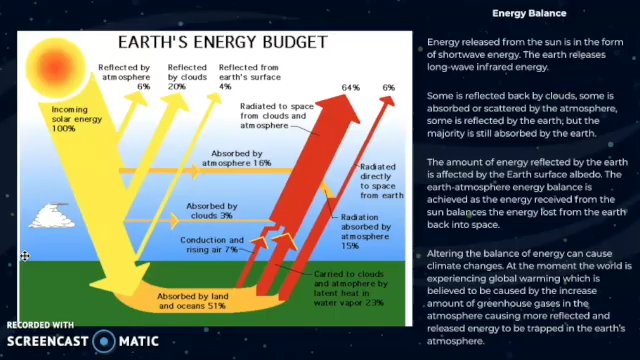 Energy Balance
EARTH'S ENERGY BUDGET
Reflected by
atmosphere
6%
Reflected
by clouds
20%
Reflected from
earth's surface
4%
64%
6%
Incoming
solar energy
100%
Radiated to space
from clouds and
atmosphere
Absorbed by
atmosphere 16%
Radiated
directly
to space
from earth
Absorbed by
clouds 3%
Radiation
absorbed by
atmosphere
15%
Conduction and
rising air 7%
Carried to clouds
and atmophere by
latent heat in
water vapor 23%
Absorbed by land
and oceans 51%
Energy released from the sun is in the form
of shortwave energy. The earth releases
long-wave infrared energy.
Some is reflected back by clouds, some is
absorbed or scattered by the atmosphere,
some is reflected by the earth; but the
majority is still absorbed by the earth.
The amount of energy reflected by the earth
is affected by the Earth surface albedo. The
earth-atmosphere energy balance is
achieved as the energy received from the
sun balances the energy lost from the earth
back into space.
Altering the balance of energy can cause
climate changes. At the moment the world is
experiencing global warming which is
believed to be caused by the increase
amount of greenhouse gases in the
atmosphere causing more reflected and
released energy to be trapped in the earth's
atmosphere.
RECORDED WITH
SCREENCAST MATIC